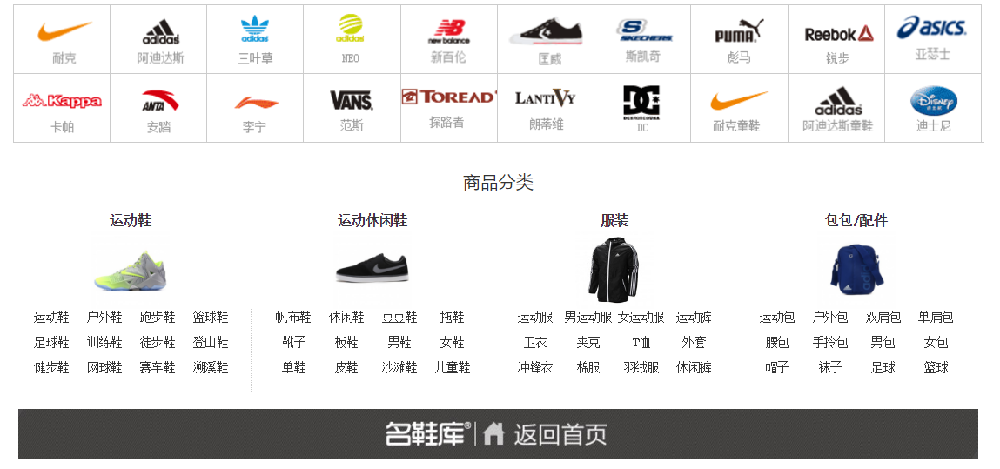 adidas adidas adidas new balance SKECHERS PUMA Reebok asics.
耐克 阿迪达斯 三叶草 NEO 新百伦 匡威 斯凯奇 彪马 锐步 亚瑟士
Kappa ANTA VANS. TOREAD LANTIVY DC DCSHOECOUSA adidas Disney 迪士尼
卡帕 安踏 李宁 范斯 探路者 朗蒂维 DC 耐克童鞋 阿迪达斯童鞋 迪士尼
商品分类
运动鞋 运动休闲鞋 服装 包包/配件
adidas
运动鞋 户外鞋 跑步鞋 篮球鞋 帆布鞋 休闲鞋 豆豆鞋 拖鞋 运动服 男运动服 女运动服 运动裤 运动包 户外包 双肩包 单肩包
足球鞋 训练鞋 徒步鞋 登山鞋 靴子 板鞋 男鞋 女鞋 卫衣 夹克 T恤 外套 腰包 手拎包 男包 女包
健步鞋 网球鞋 赛车鞋 溯溪鞋 单鞋 皮鞋 沙滩鞋 儿童鞋 冲锋衣 棉服 羽绒服 休闲裤 帽子 袜子 足球 篮球
名鞋库® 返回首页